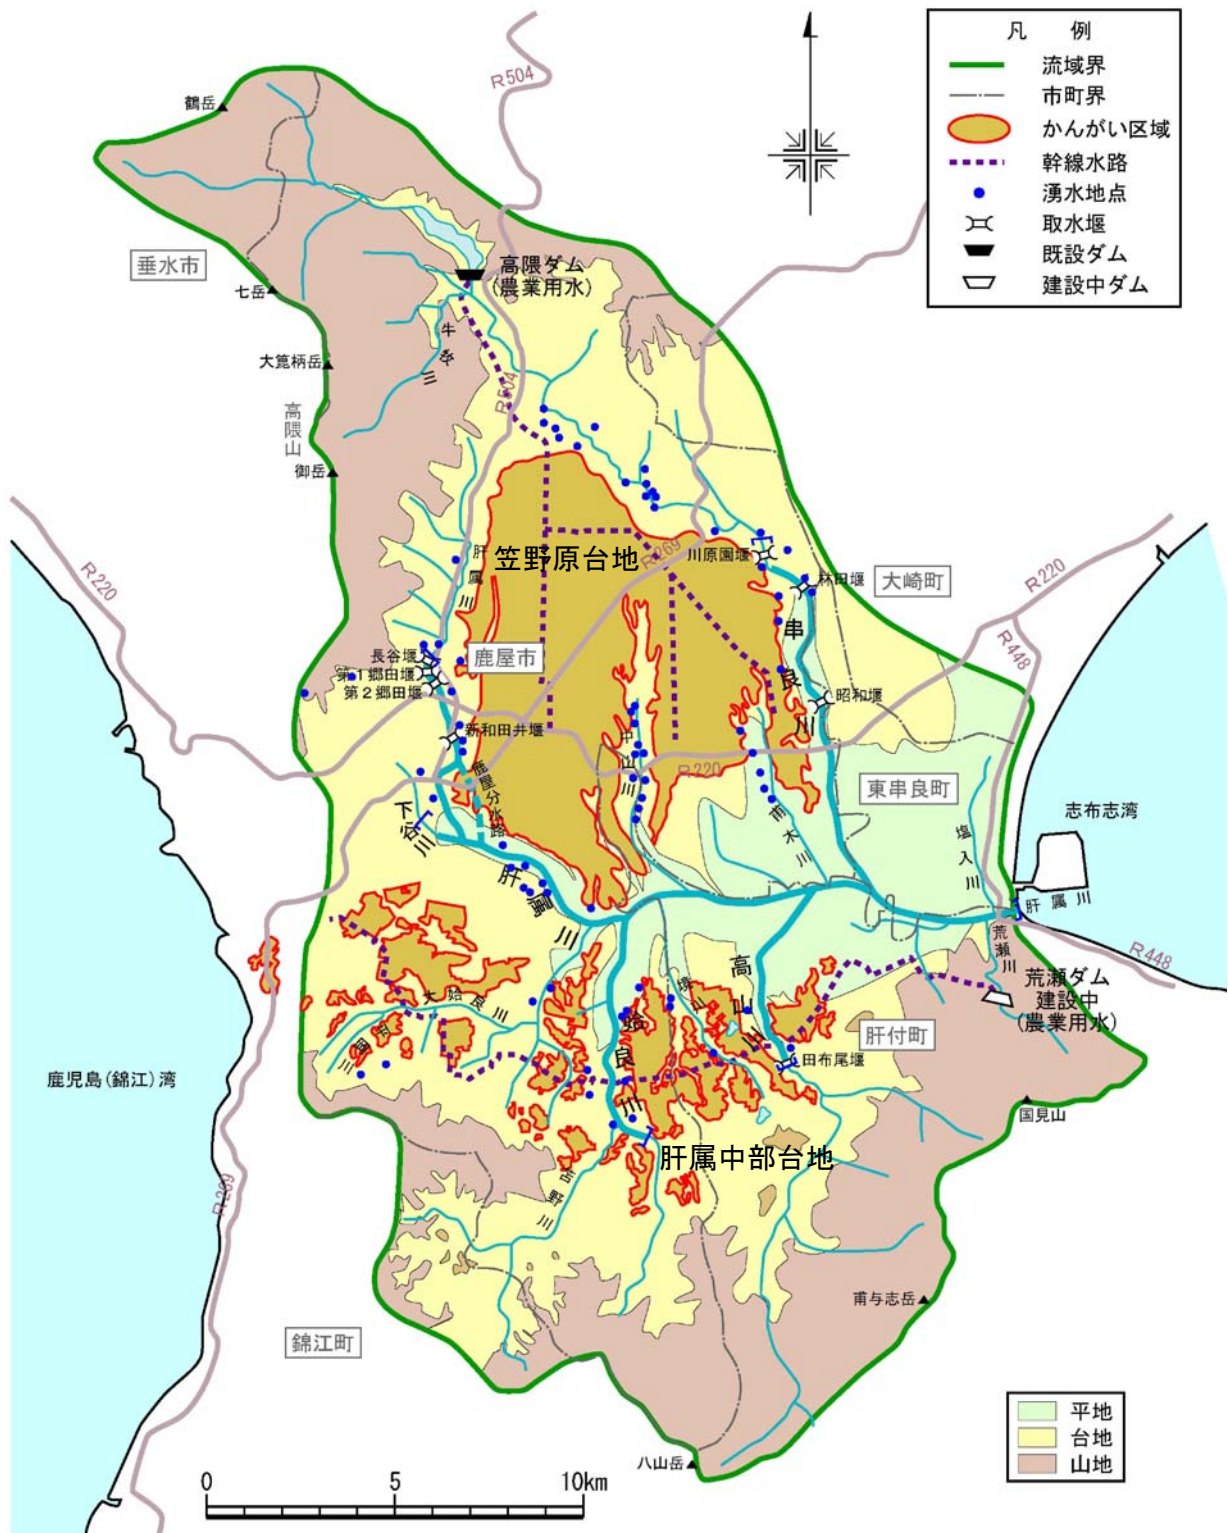 凡 例
流域界
市町界
かんがい区域
幹線水路
湧水地点
取水堰
既設ダム
建設中ダム
R504
鶴岳
垂水市
七岳
高隈ダム
(農業用水)
大箆柄岳
R504
高隈山
御岳
笠野原台地
肝属川
R269
川原園堰
林田堰
大崎町
R220
R220
R448
串良川
長谷堰
第1郷田堰
第2郷田堰
鹿屋市
昭和堰
新和田井堰
中山川
R220
鹿屋分水路
東串良町
志布志湾
下谷川
甫木川
塩入川
肝属川
肝属川
荒瀬川
R448
高山川
荒瀬ダム
建設中
(農業用水)
大姶良川
姶良川
肝付町
田布尾堰
鹿児島(錦江)湾
国見山
肝属中部台地
R269
甫与志岳
錦江町
八山岳
平地
台地
山地
0 5 10km